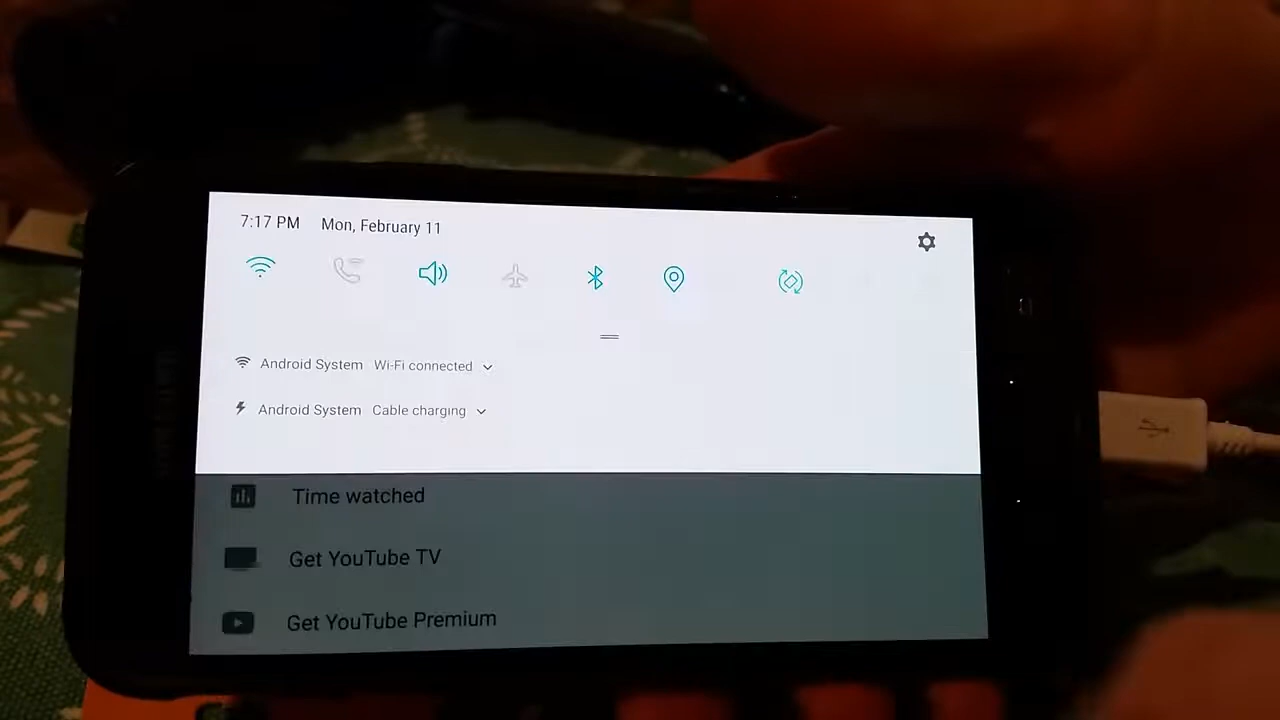 7:17 PM Mon, February 11
Android System Wi-Fi connected
Android System Cable charging
Time watched
Get YouTube TV
Get YouTube Premium